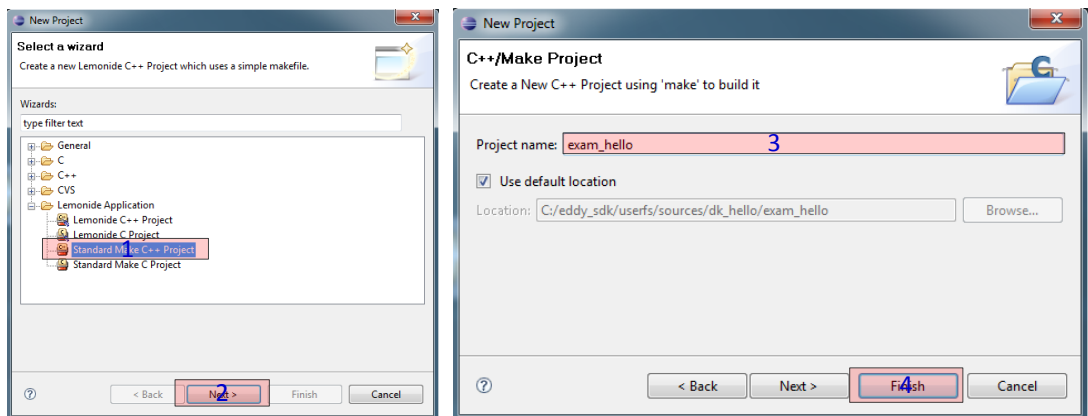 New Project
Select a wizard
Create a new Lemonide C++ Project which uses a simple makefile.
Wizards:
type filter text
General
C
C++
CVS
Lemonide Application
Lemonide C++ Project
Lemonide C Project
Standard Make C++ Project
1
Standard Make C Project
< Back
Next >
2
Finish
Cancel
New Project
C++/Make Project
Create a New C++ Project using 'make' to build it
Project name: exam_hello
3
Use default location
Location: C:/eddy_sdk/userfs/sources/dk_hello/exam_hello
Browse...
< Back
Next >
Finish
4
Cancel